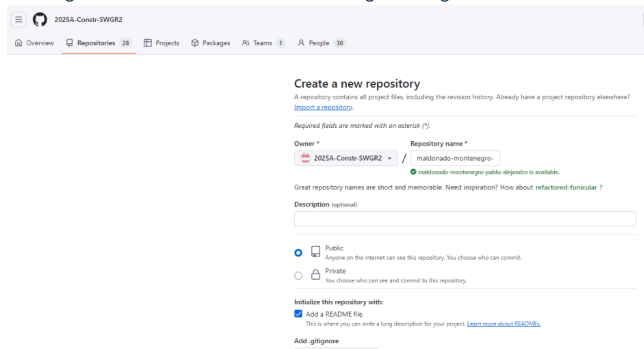 2025A-Constr-SWGR2
Overview Repositories 28 Projects Packages Teams 1 People 30
Create a new repository
A repository contains all project files, including the revision history. Already have a project repository elsewhere?
Import a repository.
Required fields are marked with an asterisk (*).
Owner * Repository name *
2025A-Constr-SWGR2 / maldonado-montenegro-
maldonado-montenegro-pablo-alejandro is available.
Great repository names are short and memorable. Need inspiration? How about refactored-funicular ?
Description (optional)
Public
Anyone on the internet can see this repository. You choose who can commit.
Private
You choose who can see and commit to this repository.
Initialize this repository with:
Add a README file
This is where you can write a long description for your project. Learn more about READMEs.
Add .gitignore